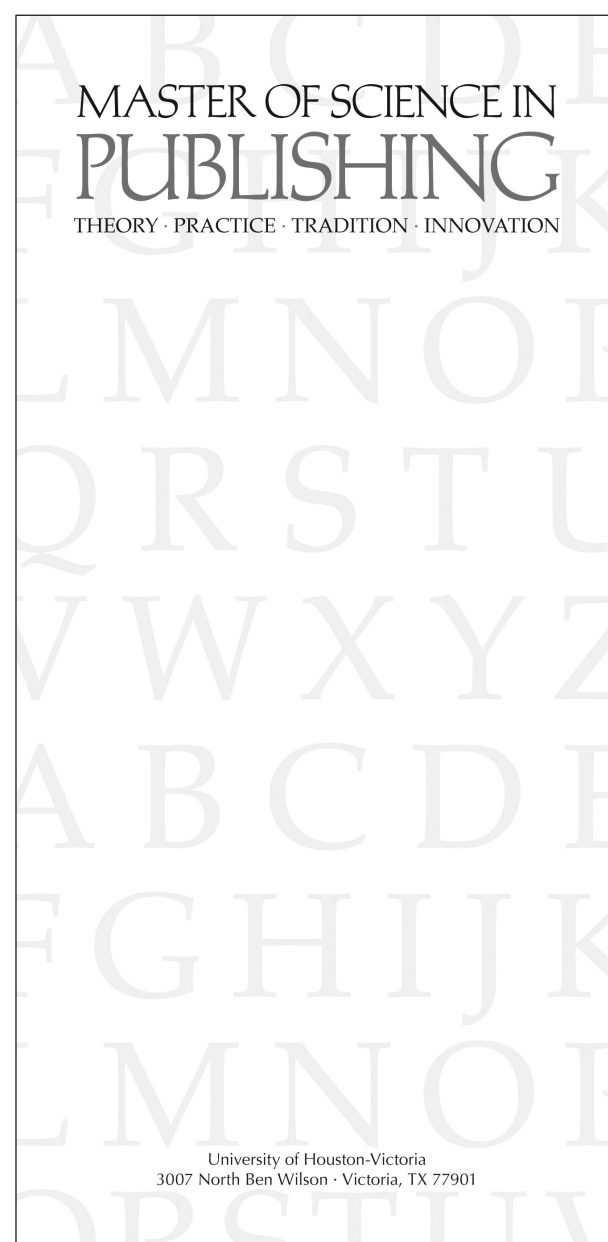 MASTER OF SCIENCE IN
PUBLISHING
THEORY · PRACTICE · TRADITION · INNOVATION
A B C D E
F G H I J K
L M N O
Q R S T U
V W X Y Z
A B C D E
F G H I J K
L M N O
University of Houston-Victoria
3007 North Ben Wilson · Victoria, TX 77901
Q R S T U V